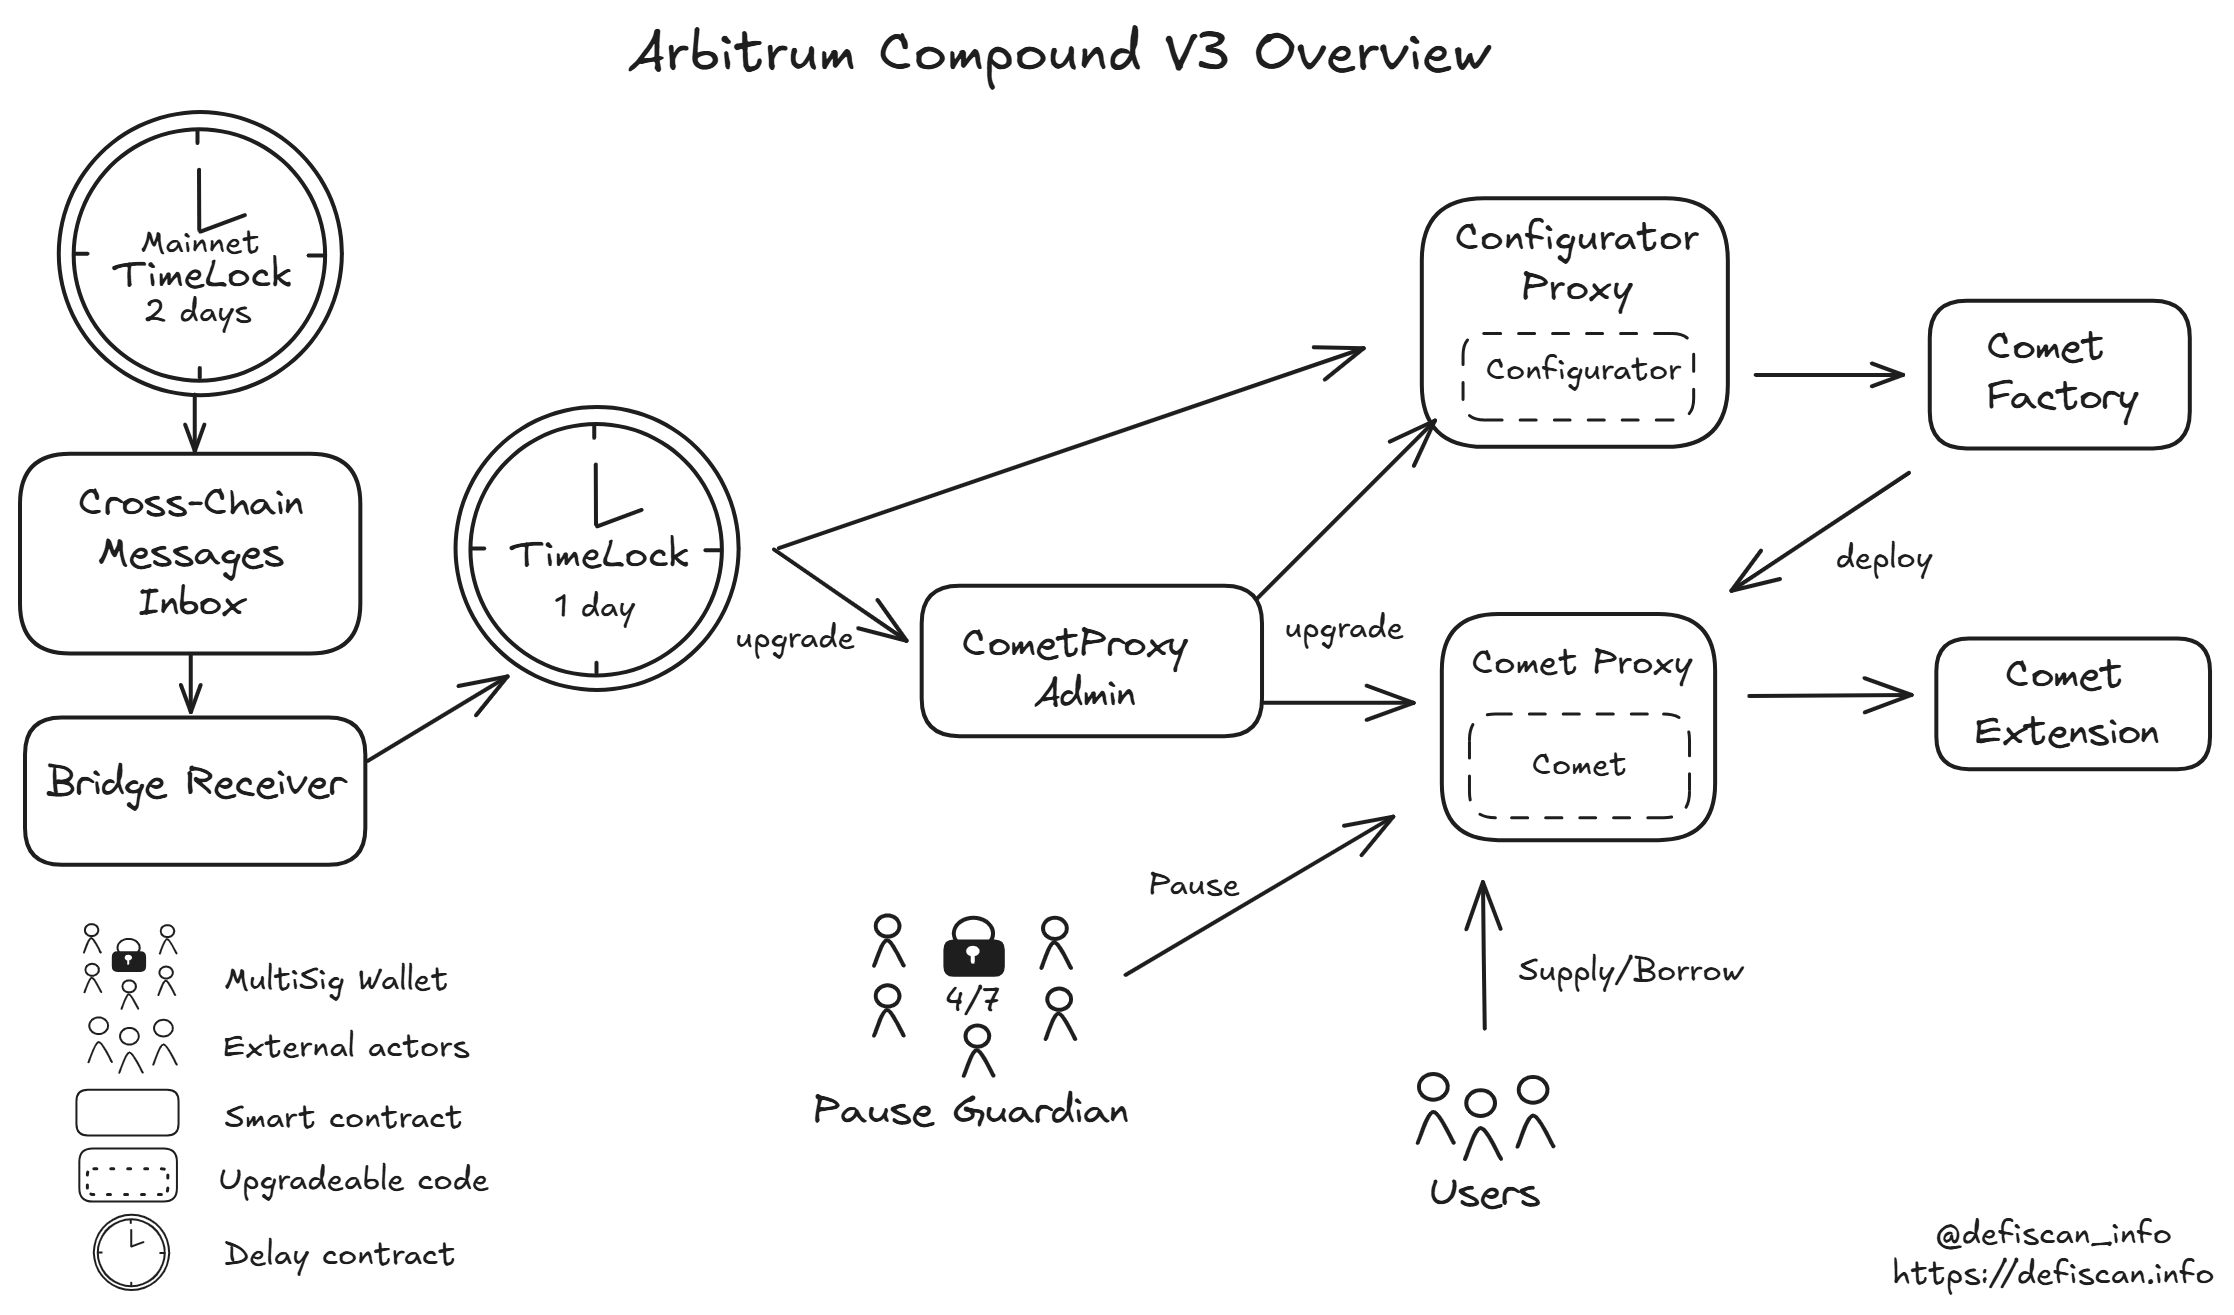 Arbitrum Compound V3 Overview
Mainnet
TimeLock
2 days
Cross-Chain
Messages
Inbox
Bridge Receiver
TimeLock
1 day
upgrade
CometProxy
Admin
upgrade
Configurator
Proxy
Configurator
Comet
Factory
deploy
Comet Proxy
Comet
Comet
Extension
Pause
4/7
Pause Guardian
Supply/Borrow
Users
MultiSig Wallet
External actors
Smart contract
Upgradeable code
Delay contract
@defiscan_info
https://defiscan.info